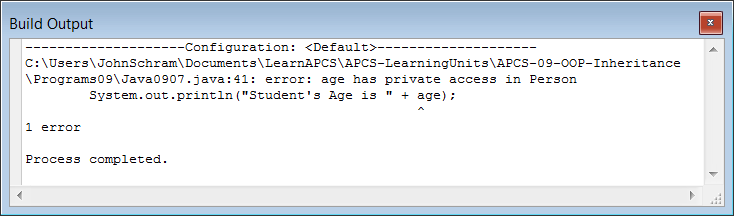 Build Output
--------------------Configuration: <Default>--------------------
C:\Users\JohnSchram\Documents\LearnAPCS\APCS-LearningUnits\APCS-09-OOP-Inheritance
\Programs09\Java0907.java:41: error: age has private access in Person
        System.out.println("Student's Age is " + age);
                                                 ^
1 error
Process completed.